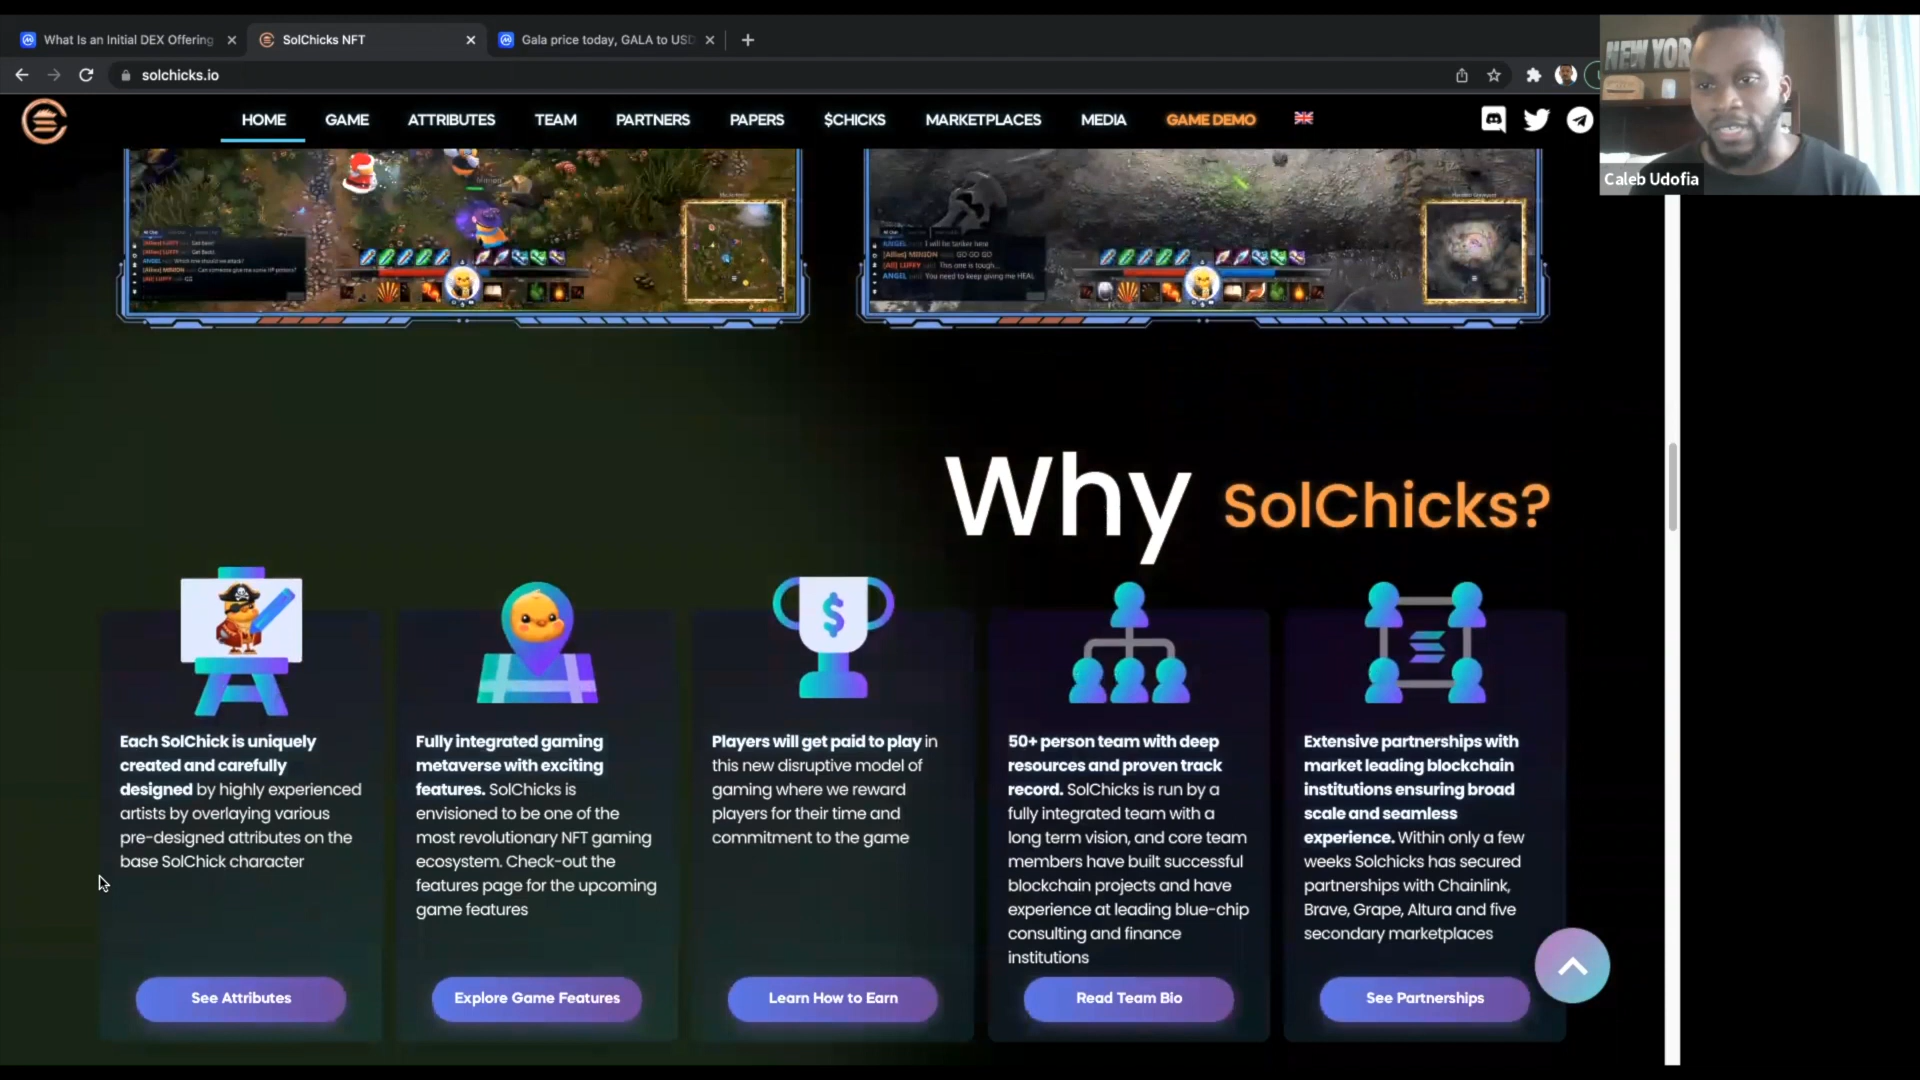 What Is an Initial DEX Offering
SolChicks NFT
Gala price today, GALA to USD
solchicks.io
NEW YOR
HOME
GAME
ATTRIBUTES
TEAM
PARTNERS
PAPERS
$CHICKS
MARKETPLACES
MEDIA
GAME DEMO
Caleb Udofia
Why SolChicks?
Each SolChick is uniquely
created and carefully
designed by highly experienced
artists by overlaying various
pre-designed attributes on the
base SolChick character
See Attributes
Fully integrated gaming
metaverse with exciting
features. SolChicks is
envisioned to be one of the
most revolutionary NFT gaming
ecosystem. Check-out the
features page for the upcoming
game features
Explore Game Features
$
Players will get paid to play in
this new disruptive model of
gaming where we reward
players for their time and
commitment to the game
Learn How to Earn
50+ person team with deep
resources and proven track
record. SolChicks is run by a
fully integrated team with a
long term vision, and core team
members have built successful
blockchain projects and have
experience at leading blue-chip
consulting and finance
institutions
Read Team Bio
Extensive partnerships with
market leading blockchain
institutions ensuring broad
scale and seamless
experience. Within only a few
weeks Solchicks has secured
partnerships with Chainlink,
Brave, Grape, Altura and five
secondary marketplaces
See Partnerships